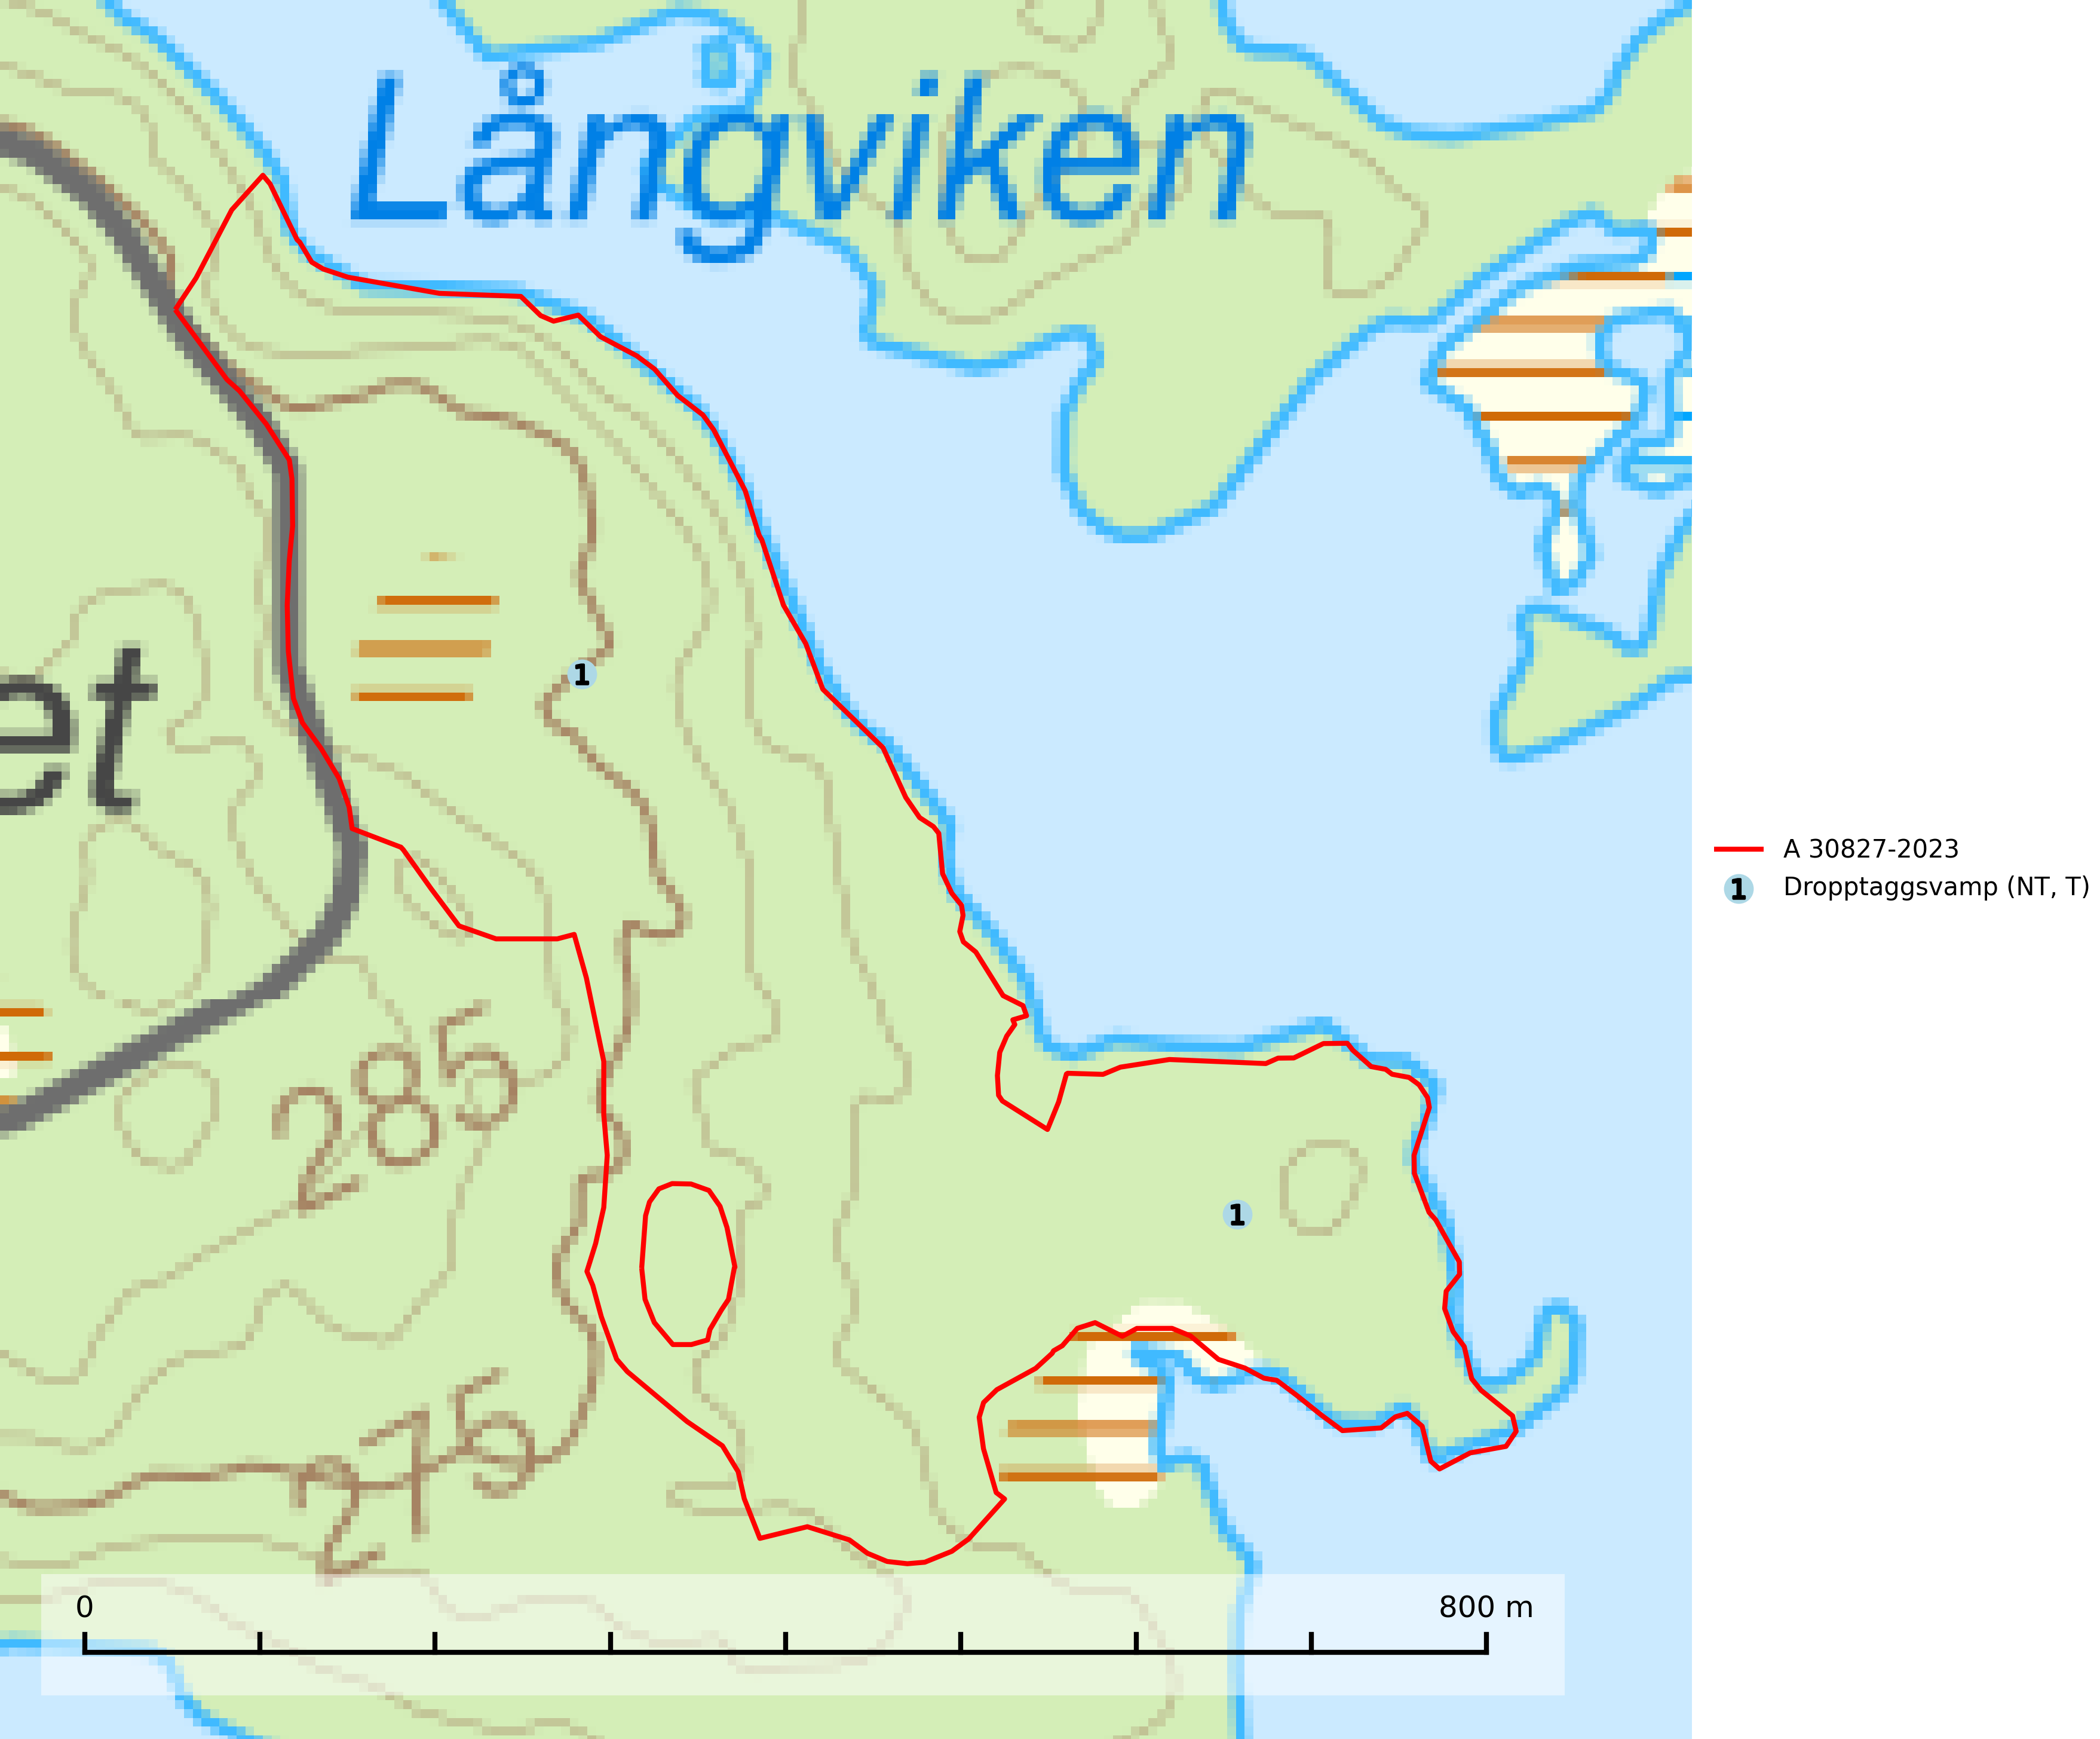 Långviken
et
1
A 30827-2023
1 Dropptaggsvamp (NT, T)
285
1
275
0 800 m